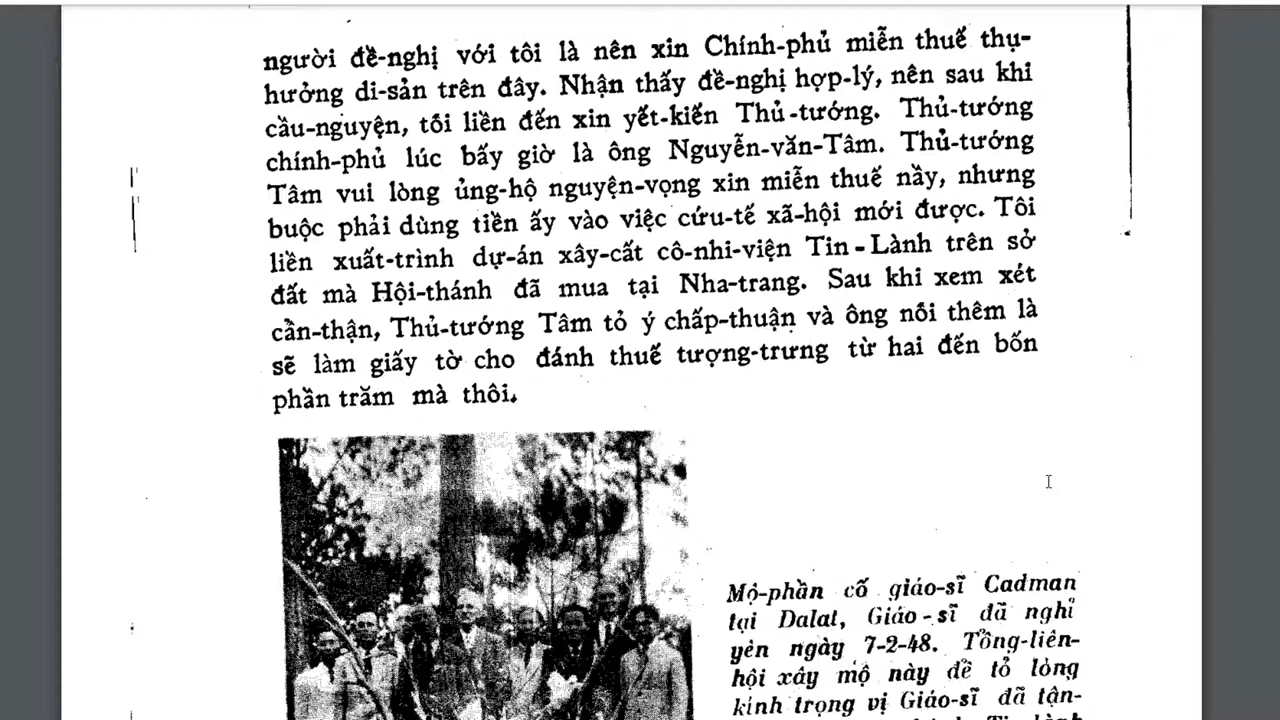 người đề-nghị với tôi là nên xin Chính-phủ miễn thuế thụ-
hưởng di-sản trên đây. Nhận thấy đề-nghị hợp-lý, nên sau khi
cầu-nguyện, tôi liền đến xin yết-kiến Thủ-tướng. Thủ-tướng
chính-phủ lúc bấy giờ là ông Nguyễn-văn-Tâm. Thủ-tướng
Tâm vui lòng ủng-hộ nguyện-vọng xin miễn thuế nầy, nhưng
buộc phải dùng tiền ấy vào việc cứu-tế xã-hội mới được. Tôi
liền xuất-trình dự-án xây-cất cô-nhi-viện Tin-Lành trên sở
đất mà Hội-thánh đã mua tại Nha-trang. Sau khi xem xét
cẩn-thận, Thủ-tướng Tâm tỏ ý chấp-thuận và ông nói thêm là
sẽ làm giấy tờ cho đánh thuế tượng-trưng từ hai đến bốn
phần trăm mà thôi.
Mộ-phần cố giáo-sĩ Cadman
tại Dalat, Giáo-sĩ đã nghỉ
yên ngày 7-2-48. Tổng-liên-
hội xây mộ này để tỏ lòng
kính trọng vị Giáo-sĩ đã tận-